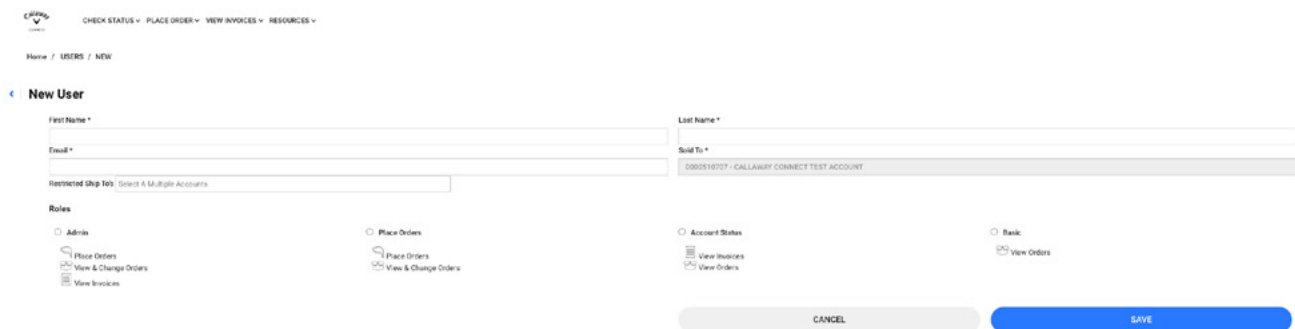 Callaway
CHECK STATUS PLACE ORDER VIEW INVOICES RESOURCES
Home / USERS / NEW
New User
First Name * Last Name *
Email * Sold To *
0000510707 - CALLAWAY CONNECT TEST ACCOUNT
Restricted Ship To's Select A Multiple Accounts
Roles
Admin Place Orders Account Status Basic
Place Orders Place Orders View Invoices View Orders
View & Change Orders View & Change Orders View Orders
View Invoices
CANCEL SAVE